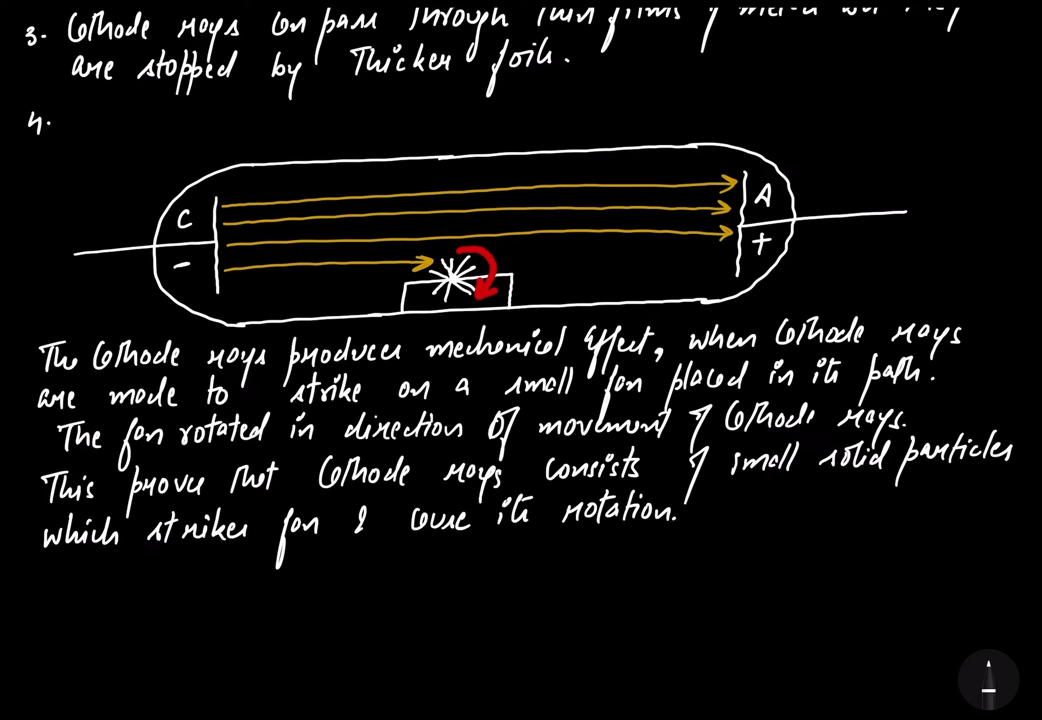 3. Cathode rays can pass through thin films of metal but they
are stopped by Thicker foils.
4.
C
A
−
+
The Cathode rays produces mechanical Effect, when Cathode rays
are made to strike on a small fan placed in its path.
The fan rotated in direction Of movement of Cathode rays.
This proves that Cathode rays consists of small solid particles
which strikes fan & cause its rotation.